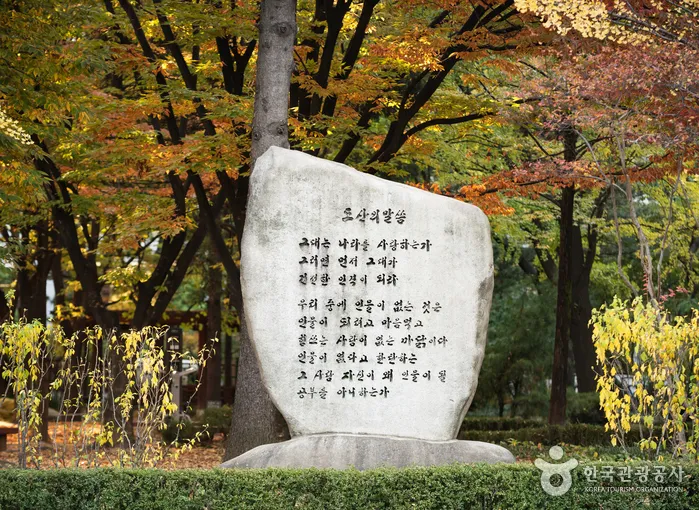 도산의말씀
그대는 나라를 사랑하는가
그러면 먼저 그대가
건전한 인격이 되라
우리 중에 인물이 없는 것은
인물이 되려고 마음먹고
힘쓰는 사람이 없는 까닭이다
인물이 없다고 한탄하는
그 사람 자신이 왜 인물이 될
공부를 아니하는가
한국관광공사
KOREA TOURISM ORGANIZATION